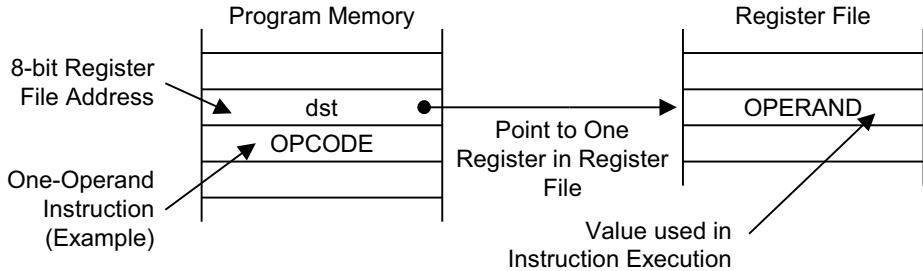 Program Memory
Register File
8-bit Register
File Address
dst
OPERAND
OPCODE
Point to One
Register in Register
File
One-Operand
Instruction
(Example)
Value used in
Instruction Execution